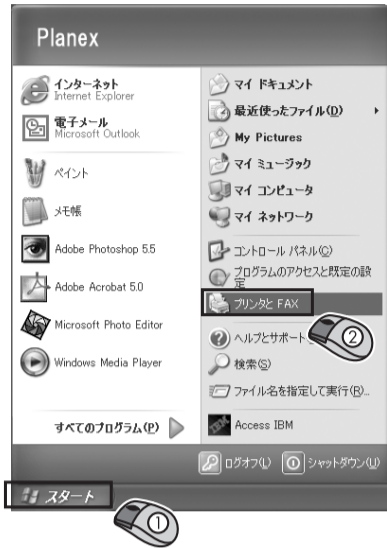 Planex
インターネット
Internet Explorer
電子メール
Microsoft Outlook
ペイント
メモ帳
Adobe Photoshop 5.5
Adobe Acrobat 5.0
Microsoft Photo Editor
Windows Media Player
すべてのプログラム(P)
マイ ドキュメント
最近使ったファイル(D)
My Pictures
マイ ミュージック
マイ コンピュータ
マイ ネットワーク
コントロール パネル(C)
プログラムのアクセスと既定の設
定
プリンタと FAX
②
ヘルプとサポート
検索(S)
ファイル名を指定して実行(R)...
IBM
Access IBM
ログオフ(L)
シャットダウン(U)
スタート
①